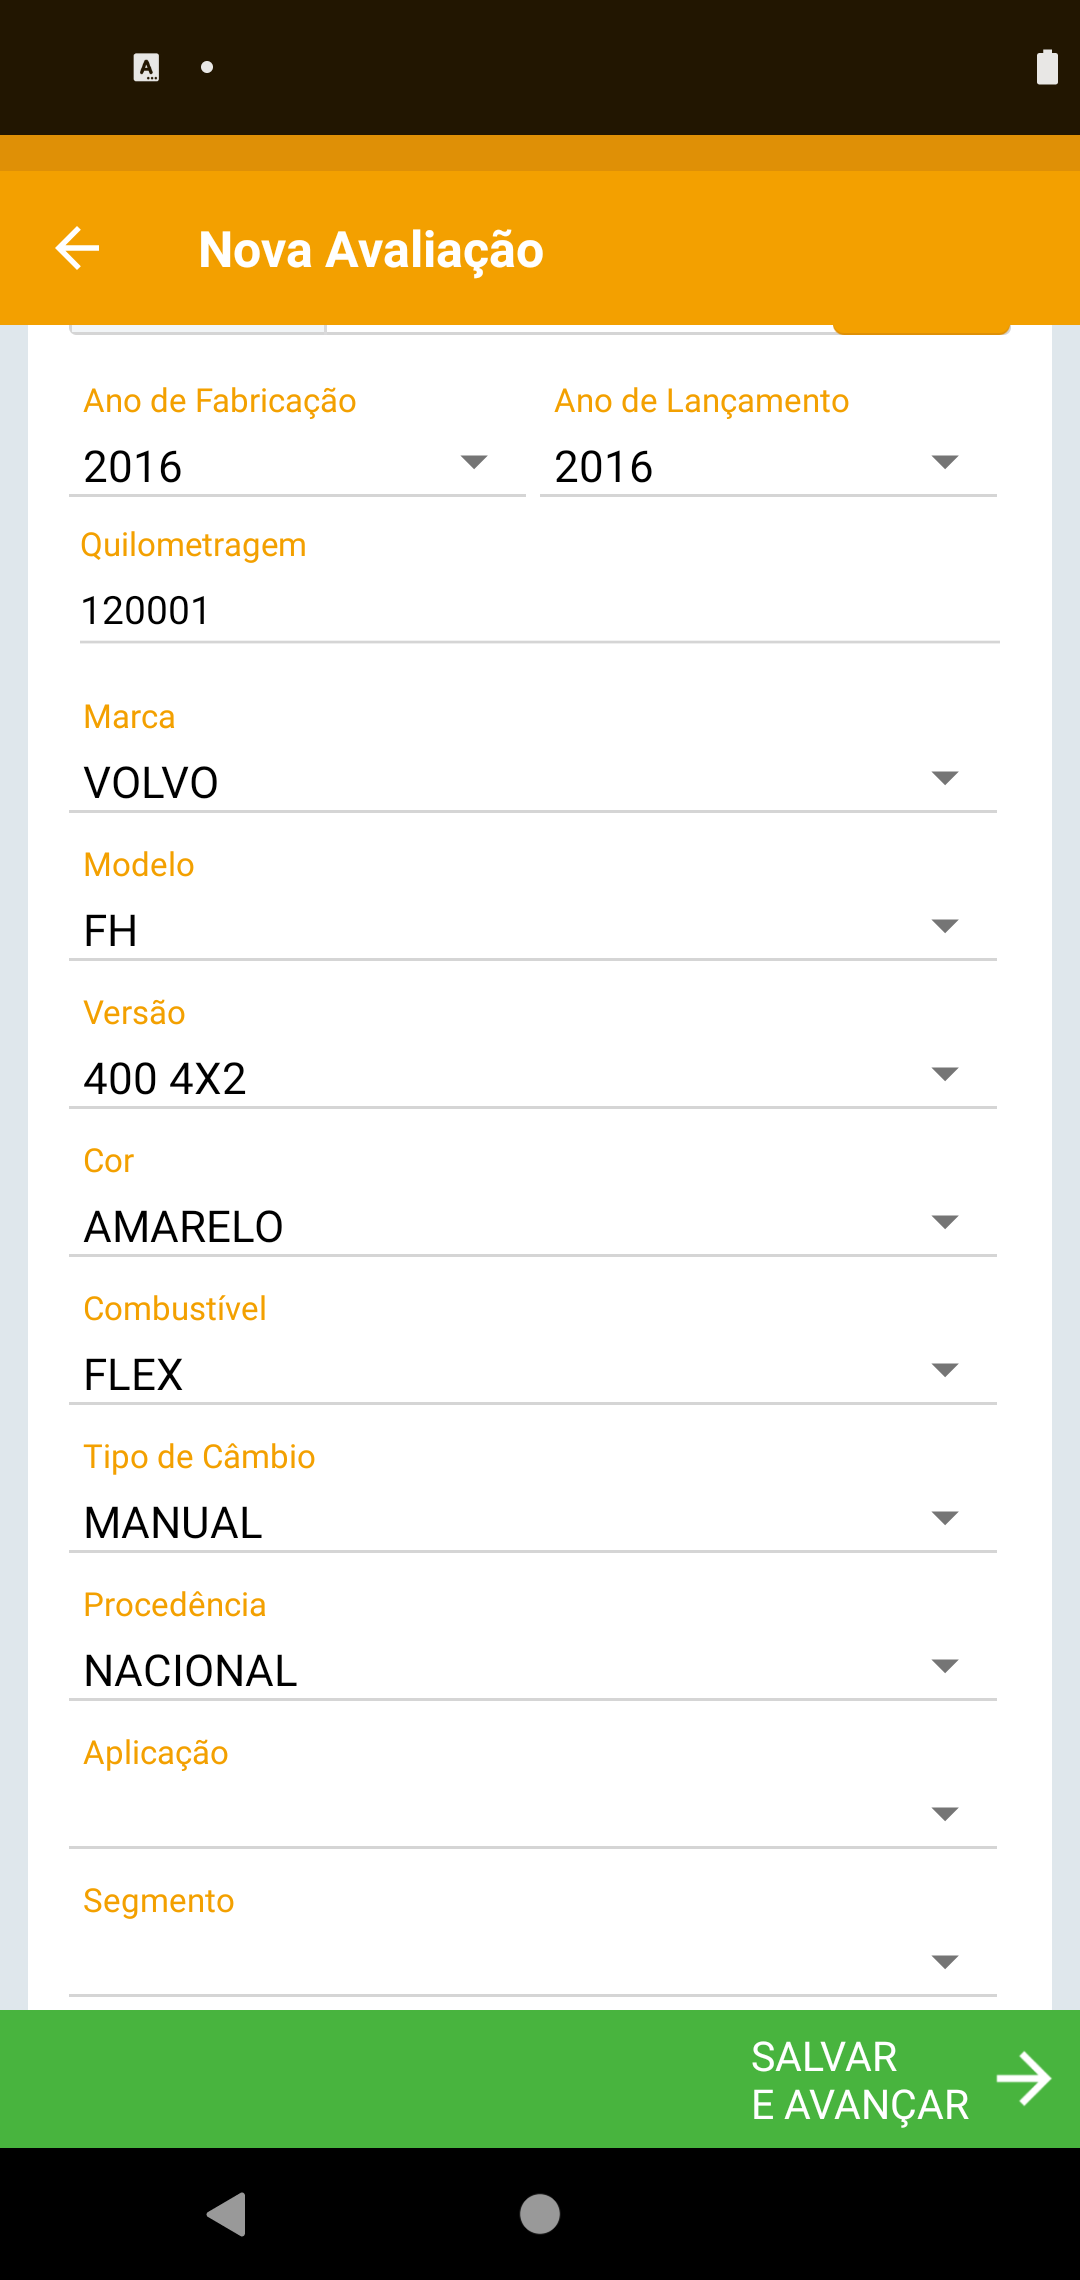 Nova Avaliação
Ano de Fabricação
Ano de Lançamento
2016
2016
Quilometragem
120001
Marca
VOLVO
Modelo
FH
Versão
400 4X2
Cor
AMARELO
Combustível
FLEX
Tipo de Câmbio
MANUAL
Procedência
NACIONAL
Aplicação
Segmento
SALVAR
E AVANÇAR